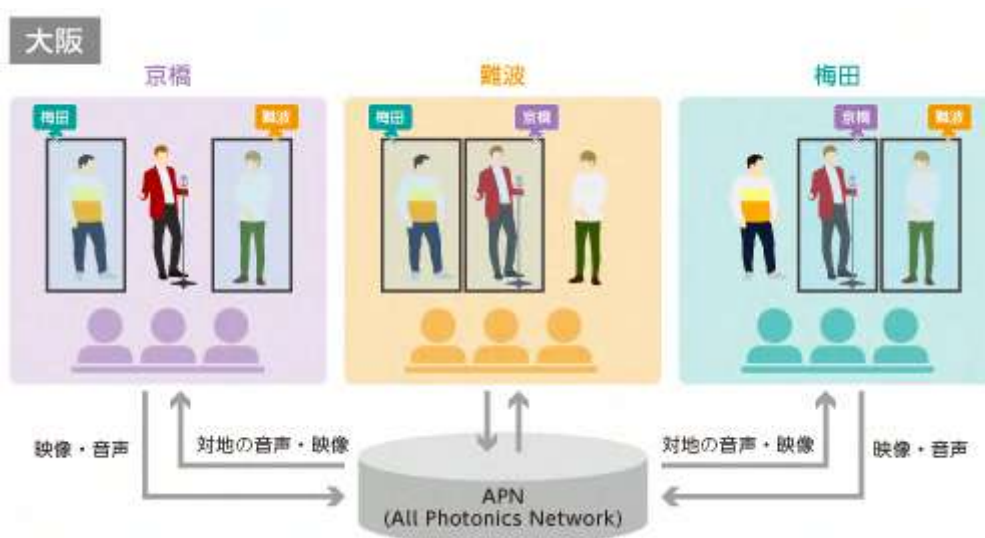 大阪
京橋
難波
梅田
梅田
難波
梅田
京橋
京橋
難波
映像・音声
対地の音声・映像
対地の音声・映像
映像・音声
APN
(All Photonics Network)